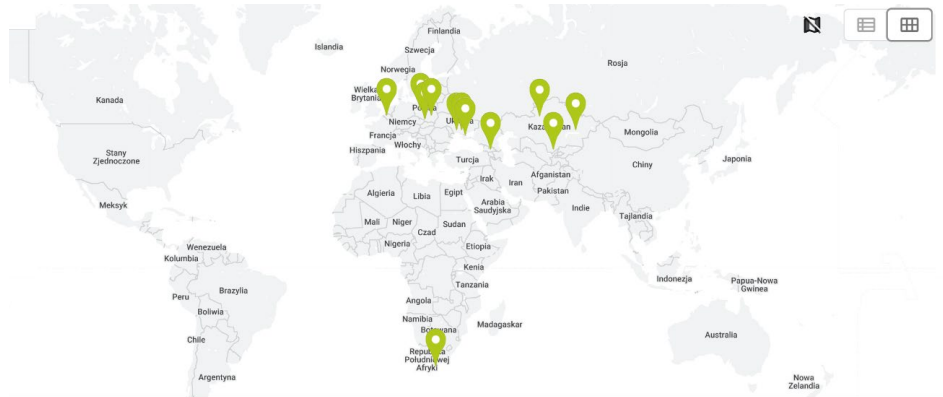 Finlandia
Islandia
Szwecja
Rosja
Norwegia
Wielka
Brytania
Kanada
Niemcy
Mongolia
Francja
Włochy
Hiszpania
Stany
Zjednoczone
Turcja
Chiny
Japonia
Afganistan
Irak
Iran
Pakistan
Algieria
Libia
Egipt
Arabia
Saudyjska
Indie
Meksyk
Tajlandia
Mali
Niger
Sudan
Czad
Nigeria
Etiopia
Wenezuela
Kolumbia
Kenia
Indonezja
Papua-Nowa
Gwinea
Tanzania
Peru
Brazylia
Angola
Boliwia
Namibia
Madagaskar
Botswana
Australia
Chile
Republika
Południowej
Afryki
Argentyna
Nowa
Zelandia